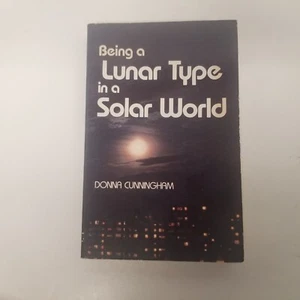 Being a
Lunar Type
in a
Solar World
DONNA CUNNINGHAM